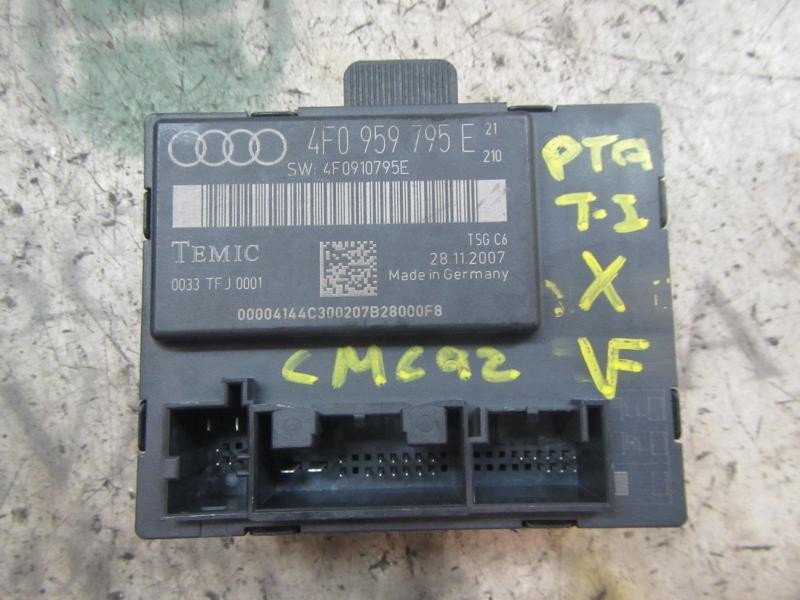 4F0 959 795 E 21
210
SW: 4F0910795E
TEMIC
TSG C6
28.11.2007
0033 TFJ 0001
Made in Germany
00004144C300207B28000F8
PTA
T-I
X
VF